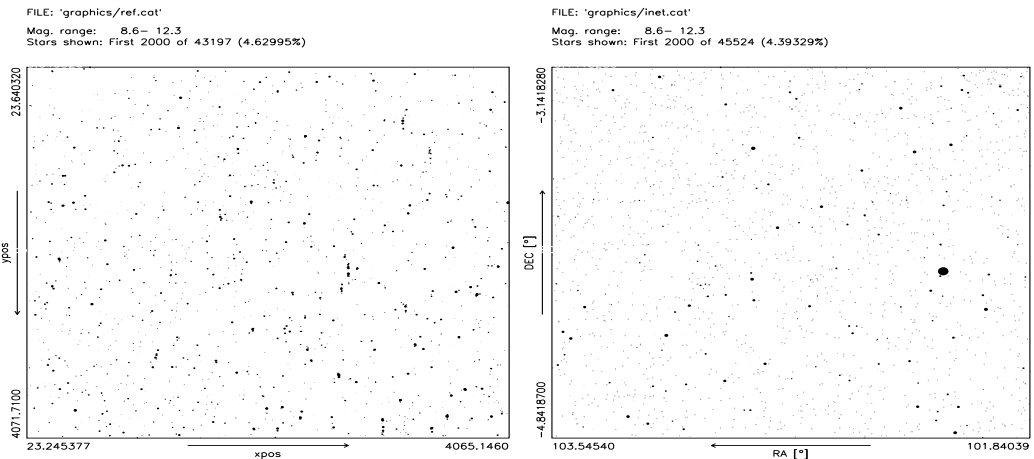 FILE: 'graphics/ref.cat'
Mag. range: 8.6– 12.3
Stars shown: First 2000 of 43197 (4.62995%)
23.640320
ypos
4071.7100
23.245377
xpos
4065.1460
FILE: 'graphics/inet.cat'
Mag. range: 8.6– 12.3
Stars shown: First 2000 of 45524 (4.39329%)
−3.1418280
DEC [°]
−4.8418700
103.54540
RA [°]
101.84039